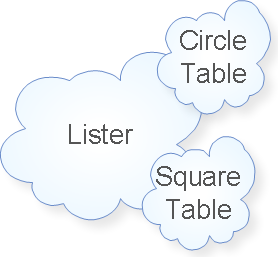 Circle
Table
Lister
Square
Table